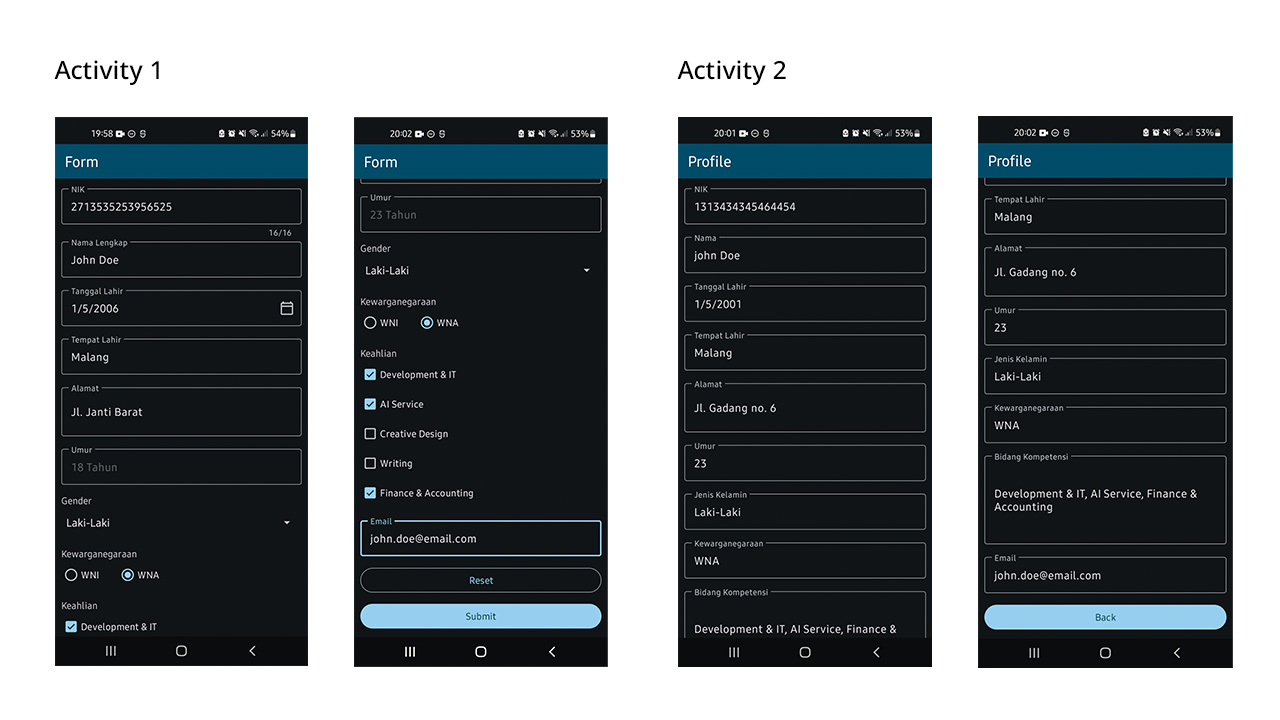 Activity 1
19:58
54%
Form
NIK
2713535253956525
16/16
Nama Lengkap
John Doe
Tanggal Lahir
1/5/2006
Tempat Lahir
Malang
Alamat
Jl. Janti Barat
Umur
18 Tahun
Gender
Laki-Laki
Kewarganegaraan
WNI WNA
Keahlian
Development & IT
20:02
53%
Form
Umur
23 Tahun
Gender
Laki-Laki
Kewarganegaraan
WNI WNA
Keahlian
Development & IT
AI Service
Creative Design
Writing
Finance & Accounting
Email
john.doe@email.com
Reset
Submit
Activity 2
20:01
53%
Profile
NIK
1313434345464454
Nama
john Doe
Tanggal Lahir
1/5/2001
Tempat Lahir
Malang
Alamat
Jl. Gadang no. 6
Umur
23
Jenis Kelamin
Laki-Laki
Kewarganegaraan
WNA
Bidang Kompetensi
Development & IT, AI Service, Finance &
20:02
53%
Profile
Tempat Lahir
Malang
Alamat
Jl. Gadang no. 6
Umur
23
Jenis Kelamin
Laki-Laki
Kewarganegaraan
WNA
Bidang Kompetensi
Development & IT, AI Service, Finance &
Accounting
Email
john.doe@email.com
Back